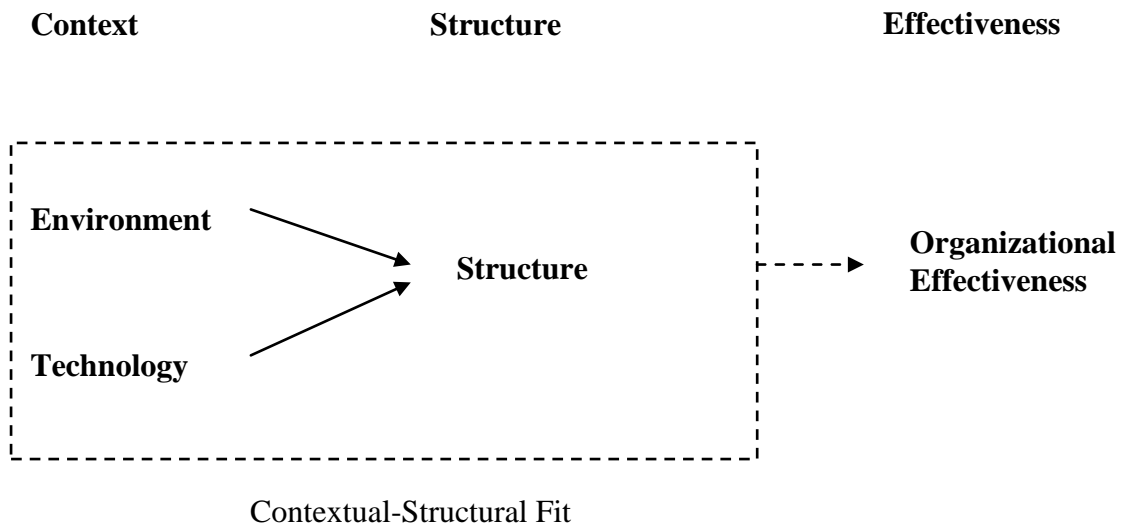 Context Structure Effectiveness
Environment
Technology
Structure
Organizational
Effectiveness
Contextual-Structural Fit